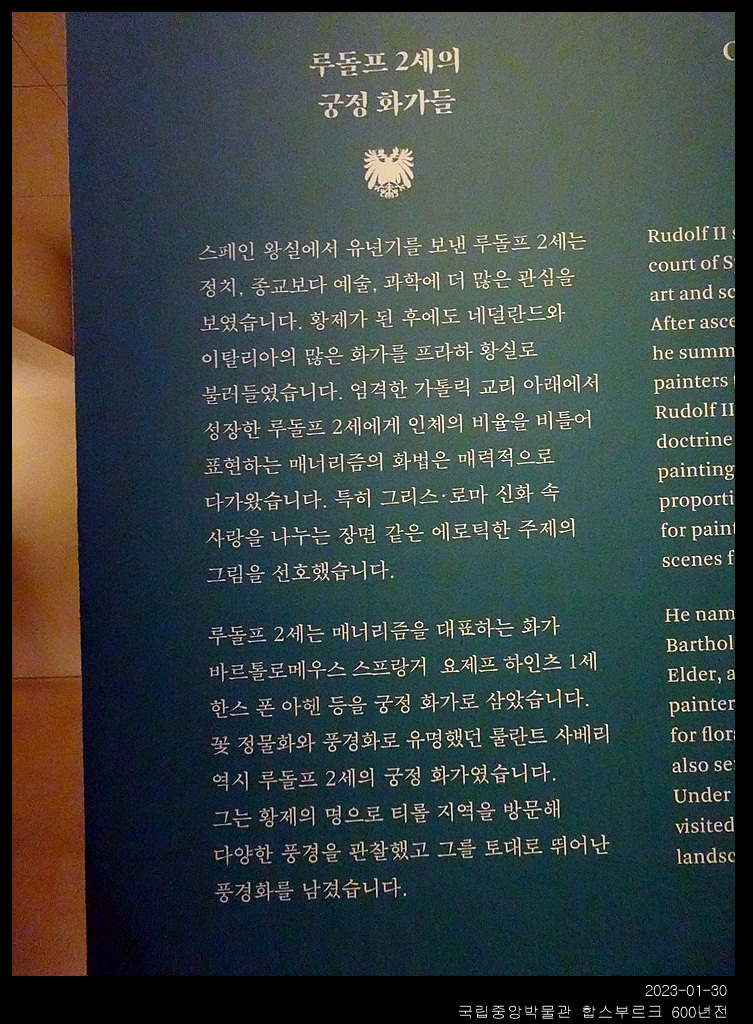 루돌프 2세의
궁정 화가들
스페인 왕실에서 유년기를 보낸 루돌프 2세는
정치, 종교보다 예술, 과학에 더 많은 관심을
보였습니다. 황제가 된 후에도 네덜란드와
이탈리아의 많은 화가를 프라하 황실로
불러들였습니다. 엄격한 가톨릭 교리 아래에서
성장한 루돌프 2세에게 인체의 비율을 비틀어
표현하는 매너리즘의 화법은 매력적으로
다가왔습니다. 특히 그리스·로마 신화 속
사랑을 나누는 장면 같은 에로틱한 주제의
그림을 선호했습니다.
루돌프 2세는 매너리즘을 대표하는 화가
바르톨로메우스 스프랑거 요제프 하인츠 1세
한스 폰 아헨 등을 궁정 화가로 삼았습니다.
꽃 정물화와 풍경화로 유명했던 룰란트 사베리
역시 루돌프 2세의 궁정 화가였습니다.
그는 황제의 명으로 티롤 지역을 방문해
다양한 풍경을 관찰했고 그를 토대로 뛰어난
풍경화를 남겼습니다.
Rudolf II
court of
art and
After
he
painters
Rudolf II
doctrine
painting
for
scenes
He
Elder,
painter
for
also
Under
visited
2023-01-30
국립중앙박물관 합스부르크 600년전